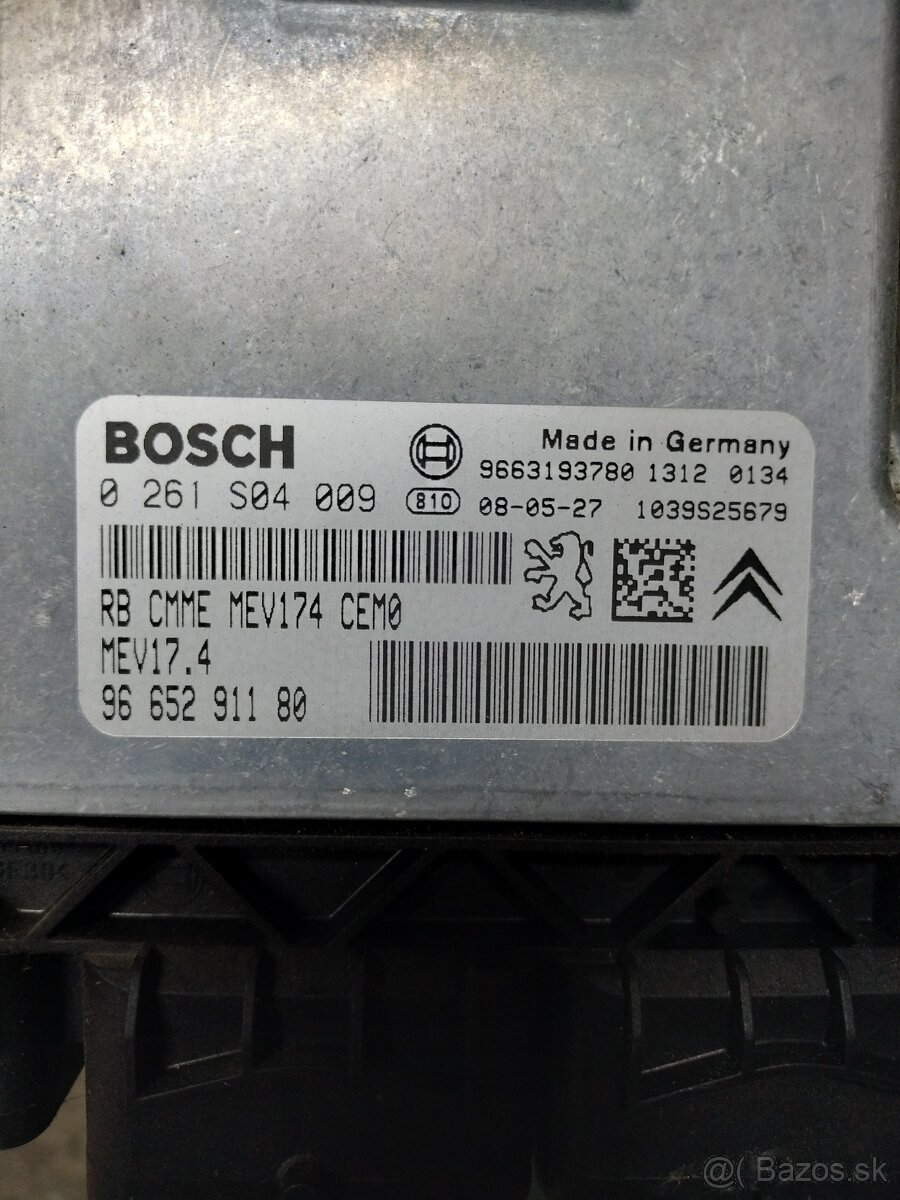 BOSCH
Made in Germany
9663193780 1312 0134
0 261 S04 009
810 08-05-27 1039S25679
RB CMME MEV174 CEM0
MEV17.4
96 652 911 80
@( Bazos.sk